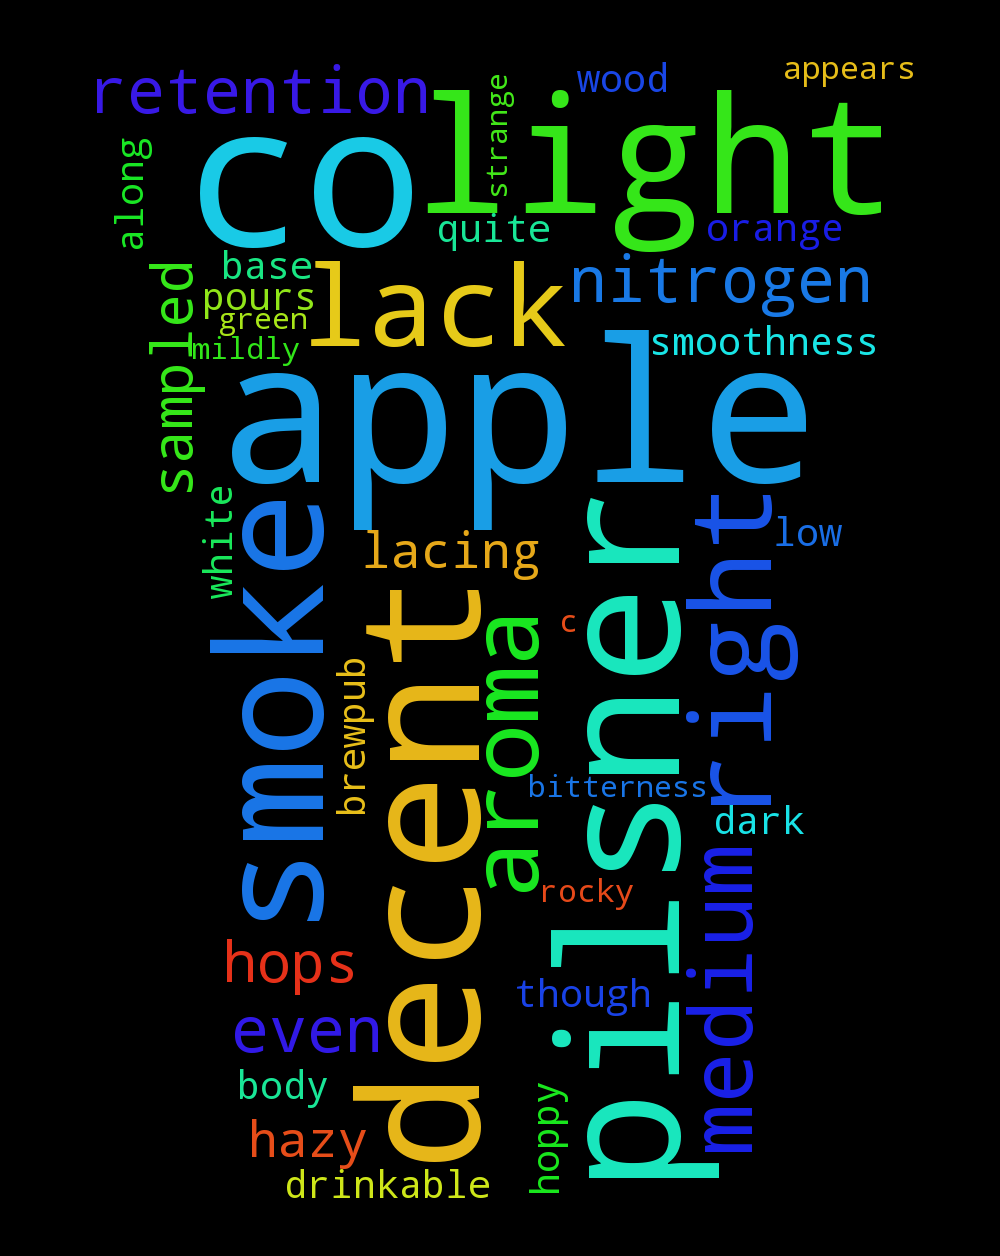 retention
wood
appears
strange
co
light
along
quite
orange
base
nitrogen
lack
pours
green
mildly
smoothness
sampled
apple
white
smoke
lacing
low
right
pilsner
decent
aroma
c
brewpub
bitterness
dark
rocky
medium
hops
though
even
body
hoppy
hazy
drinkable